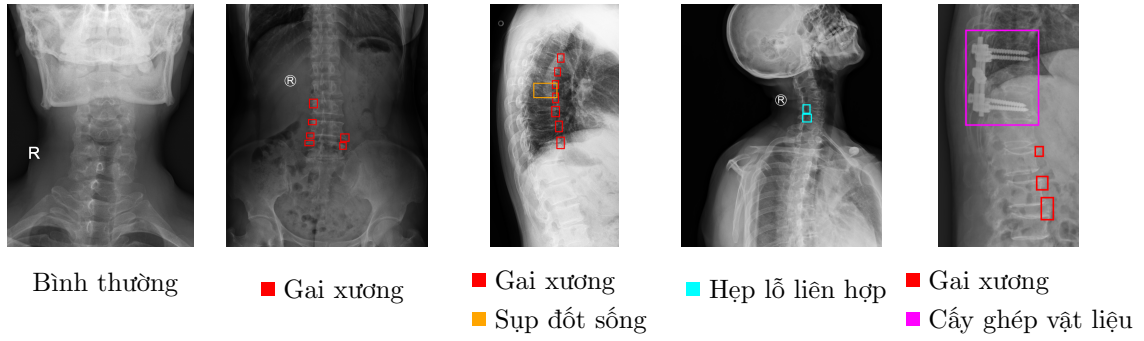 R
®
®
Bình thường
Gai xương
Gai xương
Sụp đốt sống
Hẹp lỗ liên hợp
Gai xương
Cấy ghép vật liệu